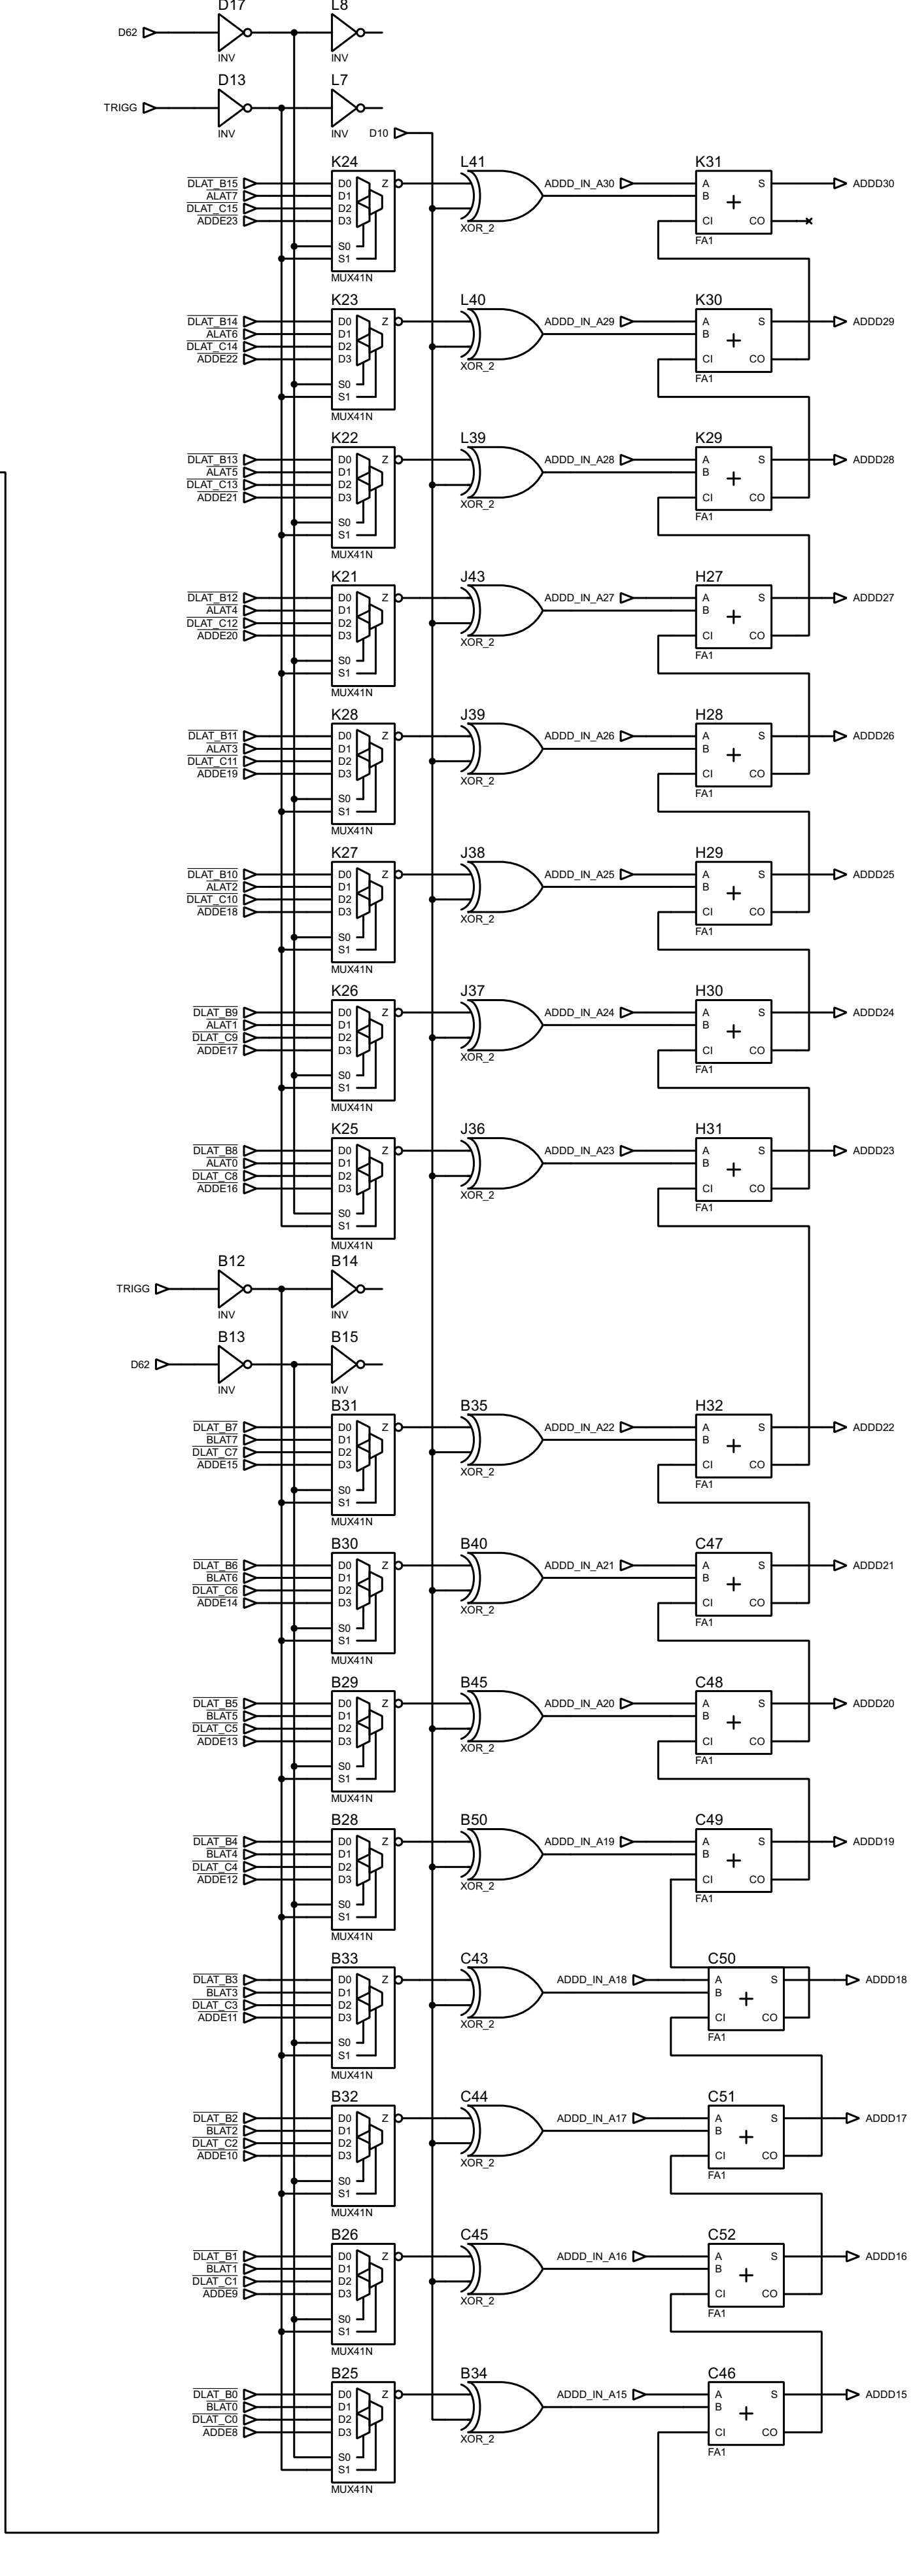 D17 L8
D62
INV INV
D13 L7
TRIGG
INV INV
D10
K24 L41 K31
DLAT_B15 D0 Z ADDD_IN_A30 A S ADDD30
ALAT7 D1 B
DLAT_C15 D2 +
ADDE23 D3 CI CO
XOR_2
S0 FA1
S1
MUX41N
K23 L40 K30
DLAT_B14 D0 Z ADDD_IN_A29 A S ADDD29
ALAT6 D1 B
DLAT_C14 D2 +
ADDE22 D3 CI CO
XOR_2
S0 FA1
S1
MUX41N
K22 L39 K29
DLAT_B13 D0 Z ADDD_IN_A28 A S ADDD28
ALAT5 D1 B
DLAT_C13 D2 +
ADDE21 D3 CI CO
XOR_2
S0 FA1
S1
MUX41N
K21 J43 H27
DLAT_B12 D0 Z ADDD_IN_A27 A S ADDD27
ALAT4 D1 B
DLAT_C12 D2 +
ADDE20 D3 CI CO
XOR_2
S0 FA1
S1
MUX41N
K28 J39 H28
DLAT_B11 D0 Z ADDD_IN_A26 A S ADDD26
ALAT3 D1 B
DLAT_C11 D2 +
ADDE19 D3 CI CO
XOR_2
S0 FA1
S1
MUX41N
K27 J38 H29
DLAT_B10 D0 Z ADDD_IN_A25 A S ADDD25
ALAT2 D1 B
DLAT_C10 D2 +
ADDE18 D3 CI CO
XOR_2
S0 FA1
S1
MUX41N
K26 J37 H30
DLAT_B9 D0 Z ADDD_IN_A24 A S ADDD24
ALAT1 D1 B
DLAT_C9 D2 +
ADDE17 D3 CI CO
XOR_2
S0 FA1
S1
MUX41N
K25 J36 H31
DLAT_B8 D0 Z ADDD_IN_A23 A S ADDD23
ALAT0 D1 B
DLAT_C8 D2 +
ADDE16 D3 CI CO
XOR_2
S0 FA1
S1
MUX41N
B12 B14
TRIGG
INV INV
B13 B15
D62
INV INV
B31 B35 H32
DLAT_B7 D0 Z ADDD_IN_A22 A S ADDD22
BLAT7 D1 B
DLAT_C7 D2 +
ADDE15 D3 CI CO
XOR_2
S0 FA1
S1
MUX41N
B30 B40 C47
DLAT_B6 D0 Z ADDD_IN_A21 A S ADDD21
BLAT6 D1 B
DLAT_C6 D2 +
ADDE14 D3 CI CO
XOR_2
S0 FA1
S1
MUX41N
B29 B45 C48
DLAT_B5 D0 Z ADDD_IN_A20 A S ADDD20
BLAT5 D1 B
DLAT_C5 D2 +
ADDE13 D3 CI CO
XOR_2
S0 FA1
S1
MUX41N
B28 B50 C49
DLAT_B4 D0 Z ADDD_IN_A19 A S ADDD19
BLAT4 D1 B
DLAT_C4 D2 +
ADDE12 D3 CI CO
XOR_2
S0 FA1
S1
MUX41N
B33 C43 C50
DLAT_B3 D0 Z ADDD_IN_A18 A S ADDD18
BLAT3 D1 B
DLAT_C3 D2 +
ADDE11 D3 CI CO
XOR_2
S0 FA1
S1
MUX41N
B32 C44 C51
DLAT_B2 D0 Z ADDD_IN_A17 A S ADDD17
BLAT2 D1 B
DLAT_C2 D2 +
ADDE10 D3 CI CO
XOR_2
S0 FA1
S1
MUX41N
B26 C45 C52
DLAT_B1 D0 Z ADDD_IN_A16 A S ADDD16
BLAT1 D1 B
DLAT_C1 D2 +
ADDE9 D3 CI CO
XOR_2
S0 FA1
S1
MUX41N
B25 B34 C46
DLAT_B0 D0 Z ADDD_IN_A15 A S ADDD15
BLAT0 D1 B
DLAT_C0 D2 +
ADDE8 D3 CI CO
XOR_2
S0 FA1
S1
MUX41N